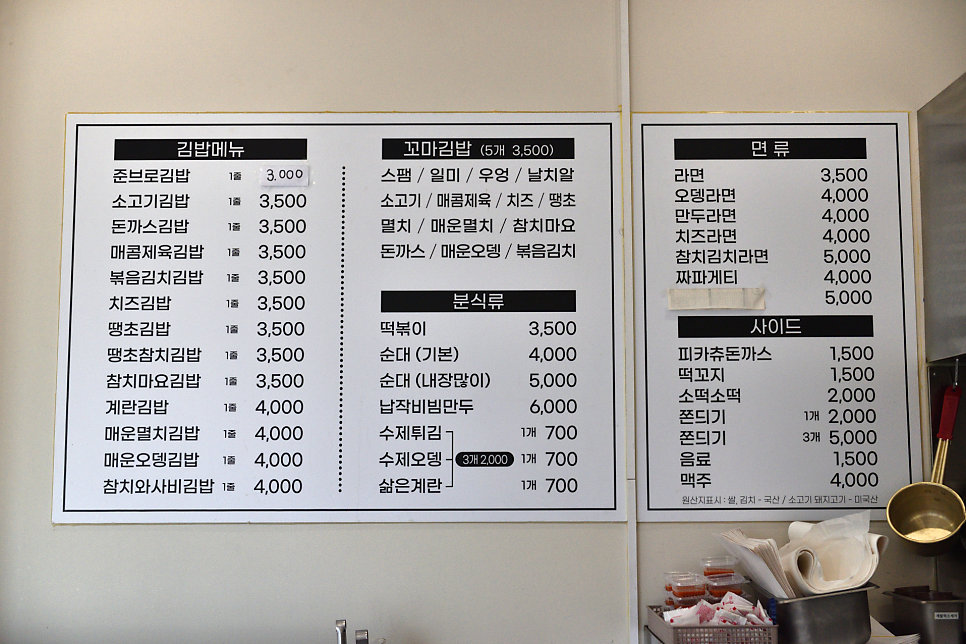 김밥메뉴
준브로김밥 1줄 3.000
소고기김밥 1줄 3,500
돈까스김밥 1줄 3,500
매콤제육김밥 1줄 3,500
볶음김치김밥 1줄 3,500
치즈김밥 1줄 3,500
땡초김밥 1줄 3,500
땡초참치김밥 1줄 3,500
참치마요김밥 1줄 3,500
계란김밥 1줄 4,000
매운멸치김밥 1줄 4,000
매운오뎅김밥 1줄 4,000
참치와사비김밥 1줄 4,000
꼬마김밥 (5개 3,500)
스팸 / 일미 / 우엉 / 날치알
소고기 / 매콤제육 / 치즈 / 땡초
멸치 / 매운멸치 / 참치마요
돈까스 / 매운오뎅 / 볶음김치
분식류
떡볶이 3,500
순대 (기본) 4,000
순대 (내장많이) 5,000
납작비빔만두 6,000
수제튀김 1개 700
수제오뎅 3개 2,000 1개 700
삶은계란 1개 700
면 류
라면 3,500
오뎅라면 4,000
만두라면 4,000
치즈라면 4,000
참치김치라면 5,000
짜파게티 4,000
5,000
사이드
피카츄돈까스 1,500
떡꼬지 1,500
소떡소떡 2,000
쫀듸기 1개 2,000
쫀듸기 3개 5,000
음료 1,500
맥주 4,000
원산지표시 : 쌀, 김치 - 국산 / 소고기 돼지고기 - 미국산